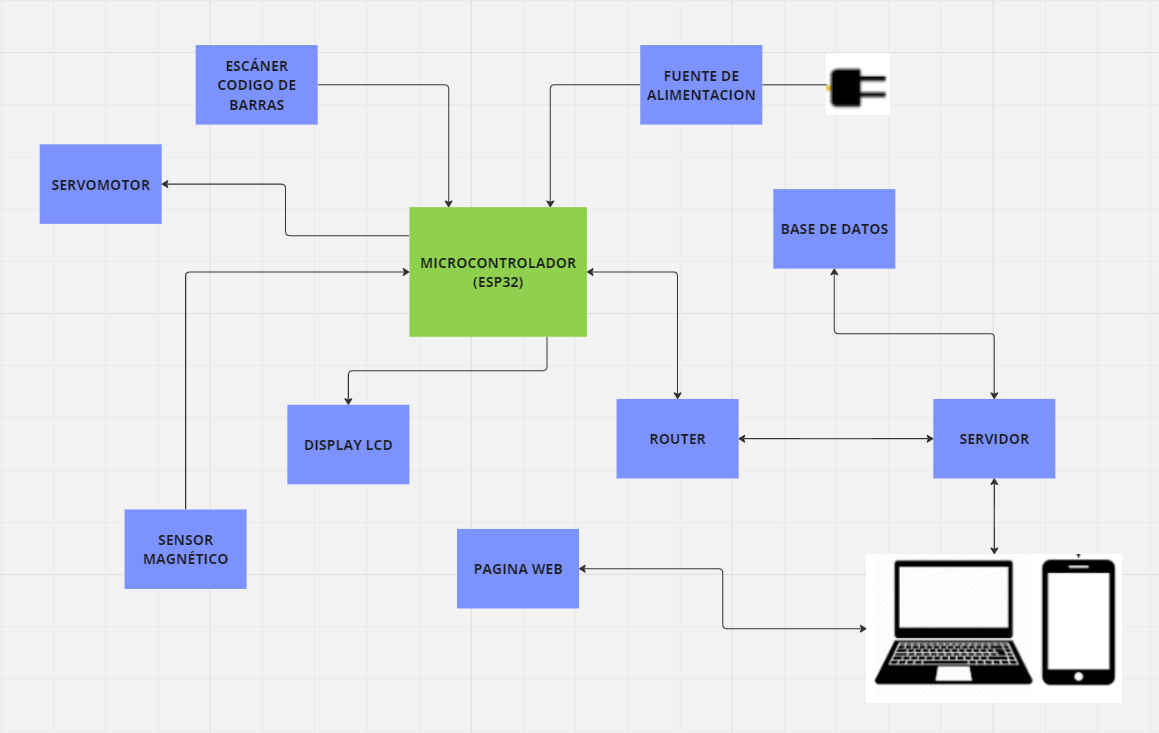 ESCÁNER
CODIGO DE
BARRAS
FUENTE DE
ALIMENTACION
SERVOMOTOR
BASE DE DATOS
MICROCONTROLADOR
(ESP32)
DISPLAY LCD
ROUTER
SERVIDOR
SENSOR
MAGNÉTICO
PAGINA WEB